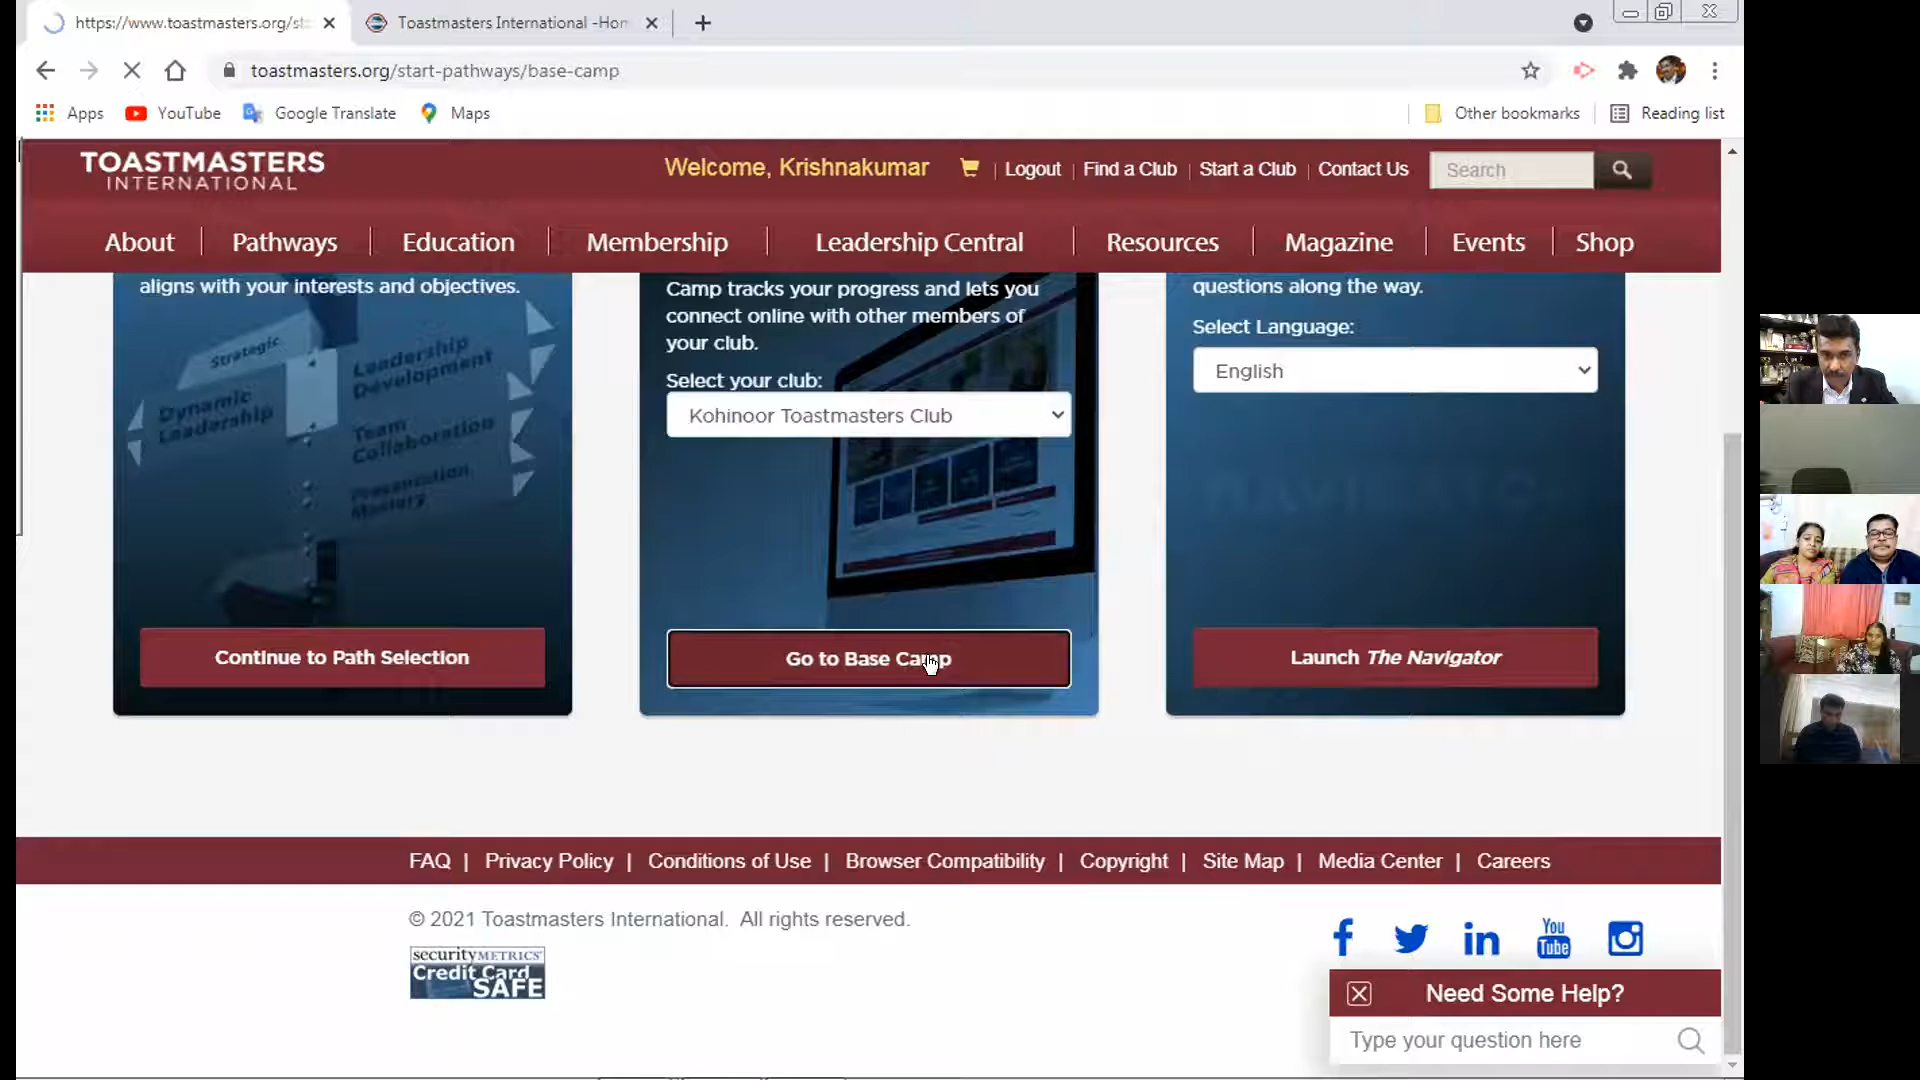 https://www.toastmasters.org/sta
Toastmasters International -Hom
toastmasters.org/start-pathways/base-camp
Apps YouTube Google Translate Maps Other bookmarks Reading list
TOASTMASTERS
INTERNATIONAL
Welcome, Krishnakumar Logout Find a Club Start a Club Contact Us Search
About Pathways Education Membership Leadership Central Resources Magazine Events Shop
aligns with your interests and objectives.
Strategic
Leadership
Development
Dynamic
Leadership
Team
Collaboration
Presentation
Mastery
Continue to Path Selection
Camp tracks your progress and lets you
connect online with other members of
your club.
Select your club:
Kohinoor Toastmasters Club
Go to Base Camp
questions along the way.
Select Language:
English
Launch The Navigator
FAQ | Privacy Policy | Conditions of Use | Browser Compatibility | Copyright | Site Map | Media Center | Careers
© 2021 Toastmasters International. All rights reserved.
securityMETRICS
Credit Card
SAFE
You
Tube
Need Some Help?
Type your question here